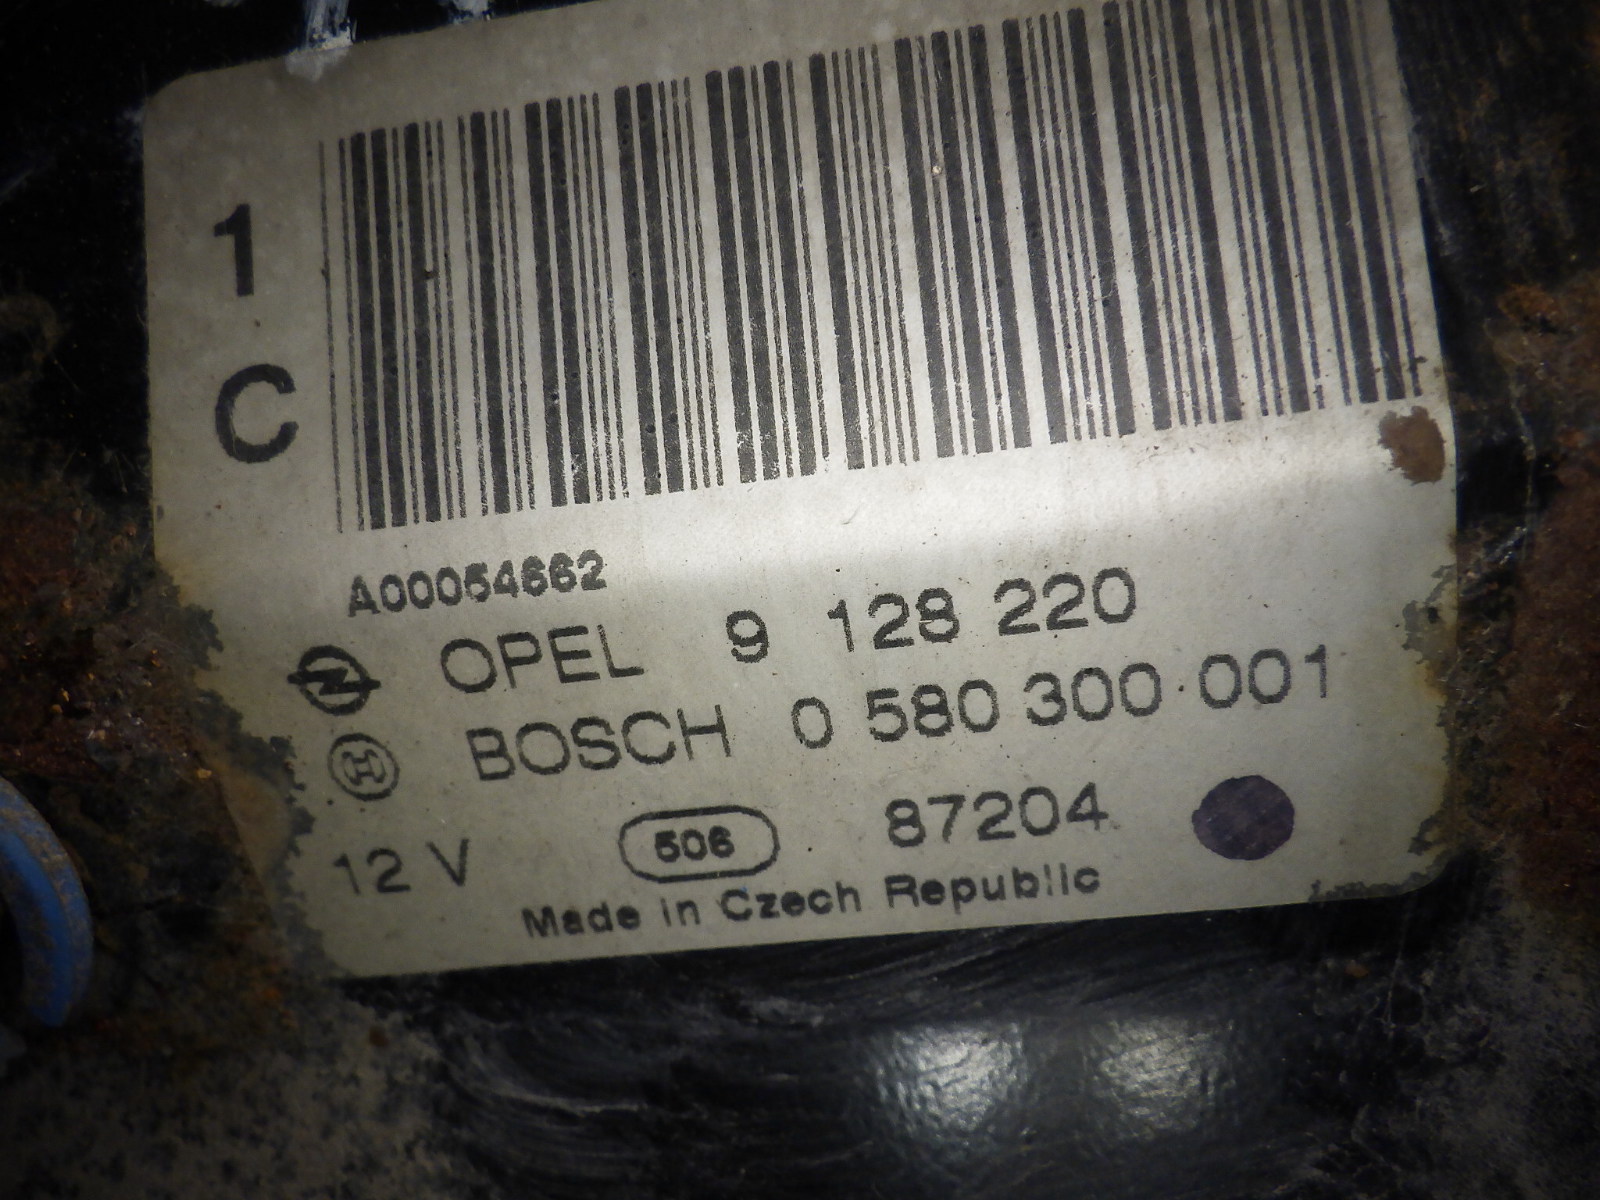 1
C
A00054662
OPEL 9 128 220
BOSCH 0 580 300 001
12 V 506 87204
Made in Czech Republic